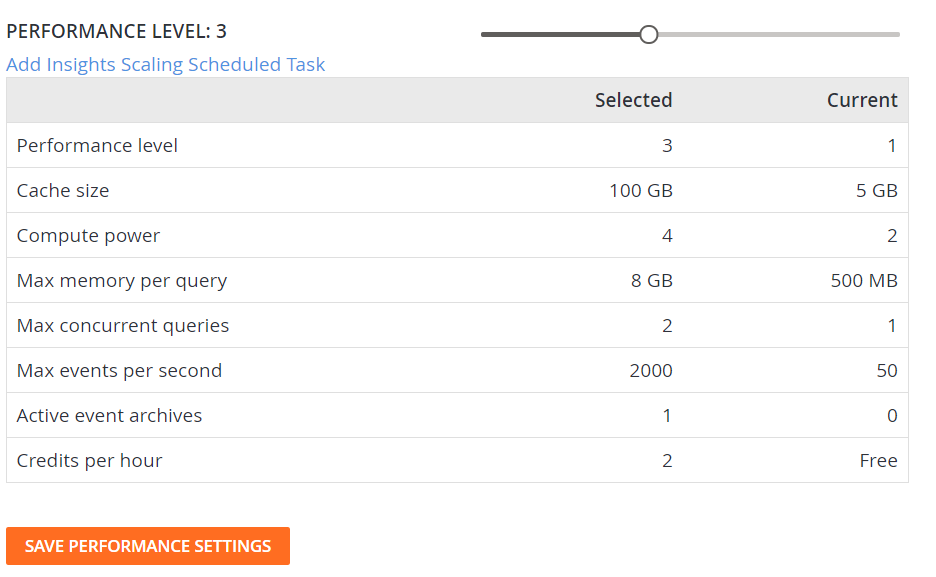 PERFORMANCE LEVEL: 3
Add Insights Scaling Scheduled Task
Selected Current
Performance level 3 1
Cache size 100 GB 5 GB
Compute power 4 2
Max memory per query 8 GB 500 MB
Max concurrent queries 2 1
Max events per second 2000 50
Active event archives 1 0
Credits per hour 2 Free
SAVE PERFORMANCE SETTINGS